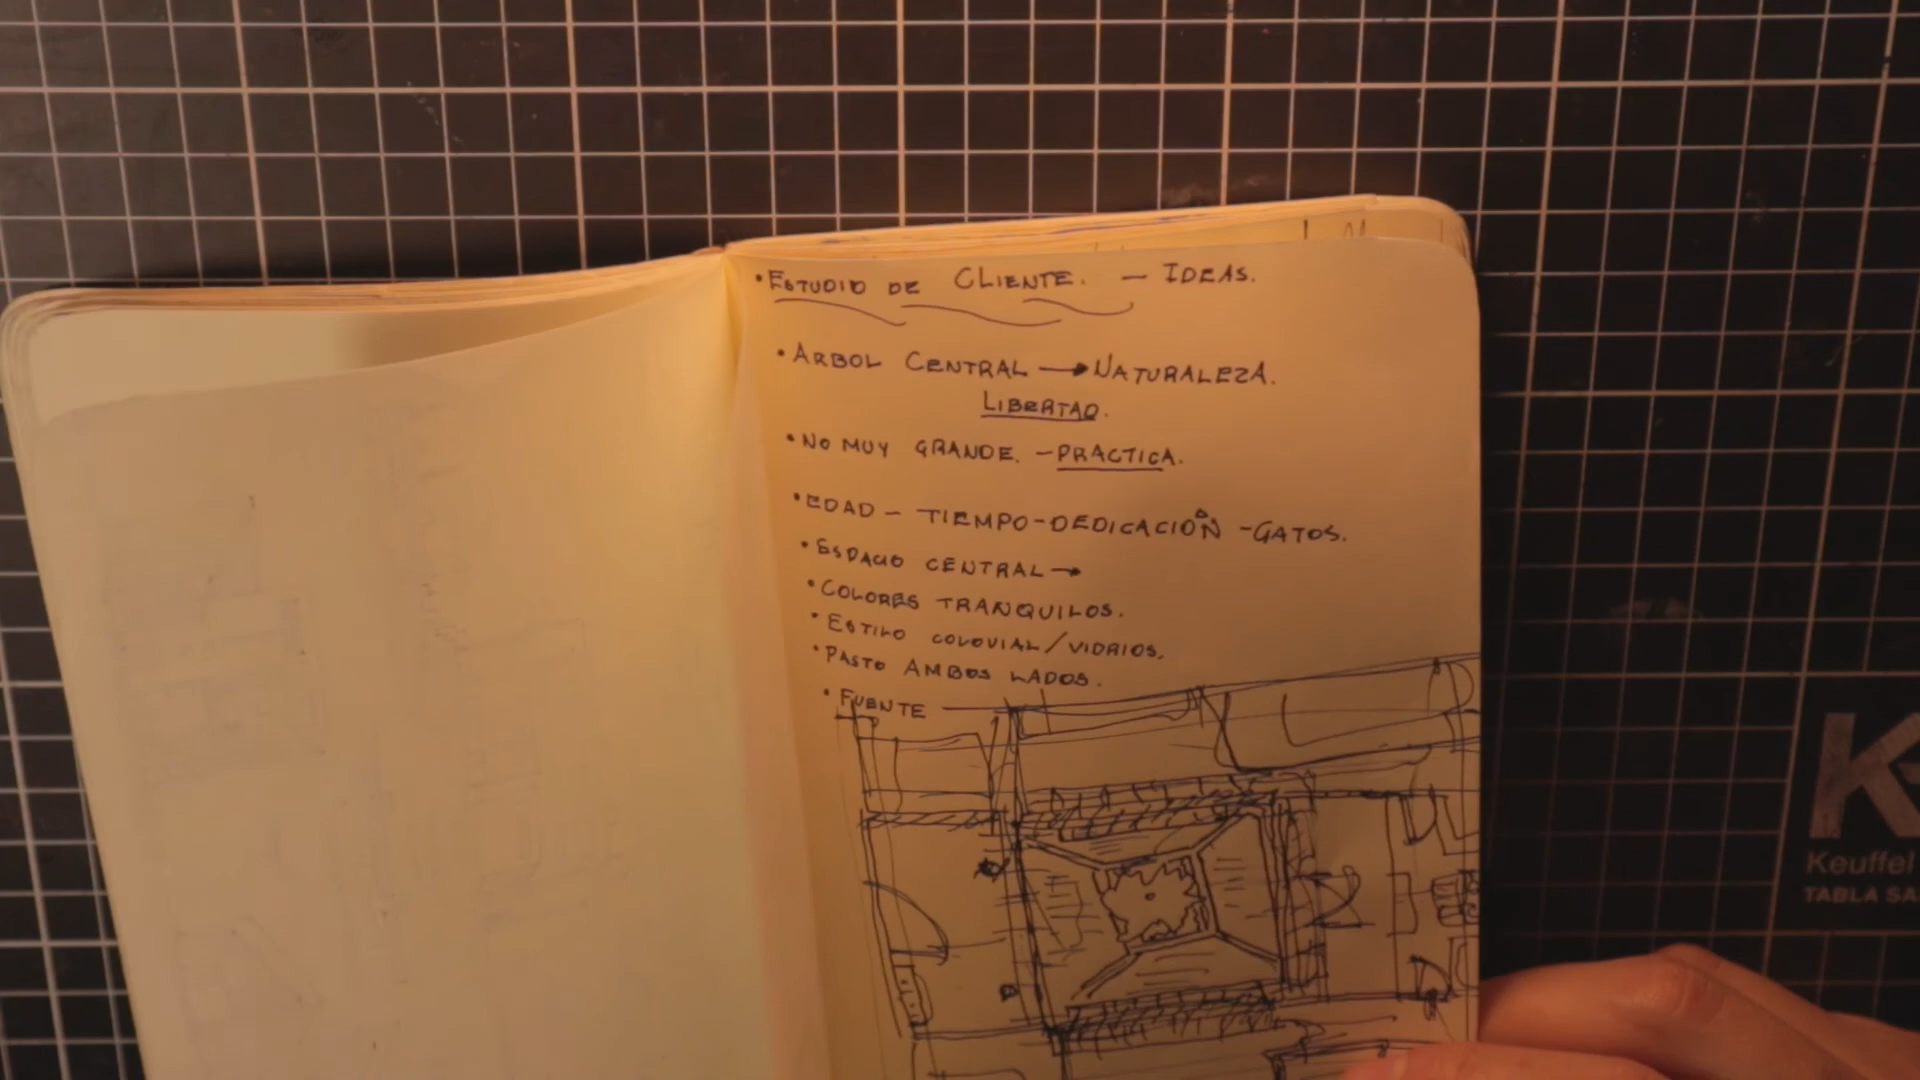 • ESTUDIO DE CLIENTE. — IDEAS.
• ARBOL CENTRAL → NATURALEZA.
LIBERTAD.
• NO MUY GRANDE. - PRACTICA.
• EDAD - TIEMPO - DEDICACIÓN - GATOS.
• ESPACIO CENTRAL →
• COLORES TRANQUILOS.
• ESTILO COLOVIAL / VIDRIOS.
• PASTO AMBOS LADOS.
• FUENTE
K
Keuffel
TABLA SA